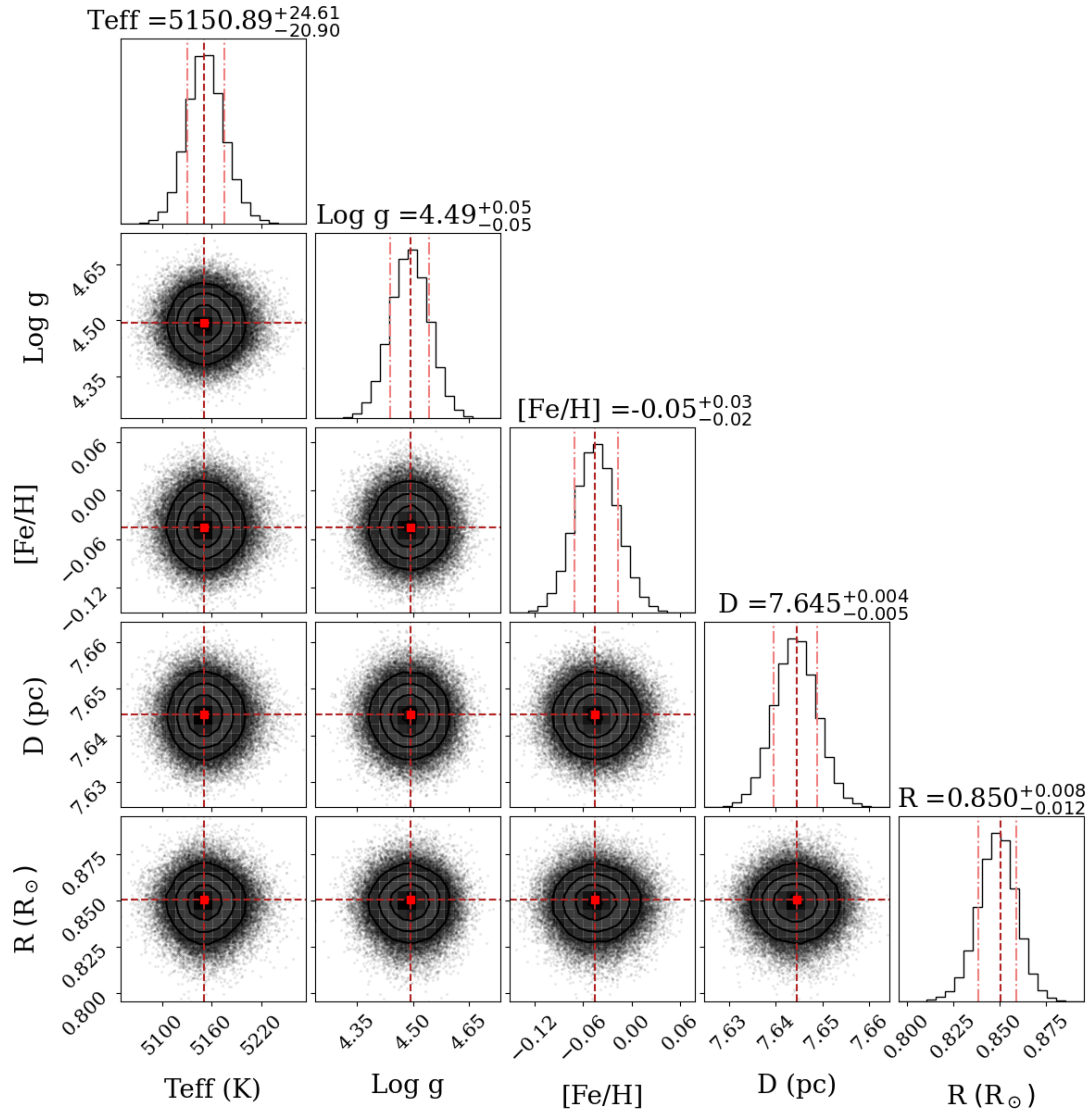 Teff =5150.89+24.61−20.90
Log g =4.49+0.05−0.05
Log g
4.65
4.50
4.35
[Fe/H] =-0.05+0.03−0.02
[Fe/H]
0.06
0.00
−0.06
−0.12
D =7.645+0.004−0.005
D (pc)
7.66
7.65
7.64
7.63
R =0.850+0.008−0.012
R (R⊙)
0.875
0.850
0.825
0.800
5100 5160 5220
4.35 4.50 4.65
−0.12 −0.06 0.00 0.06
7.63 7.64 7.65 7.66
0.800 0.825 0.850 0.875
Teff (K) Log g [Fe/H] D (pc) R (R⊙)